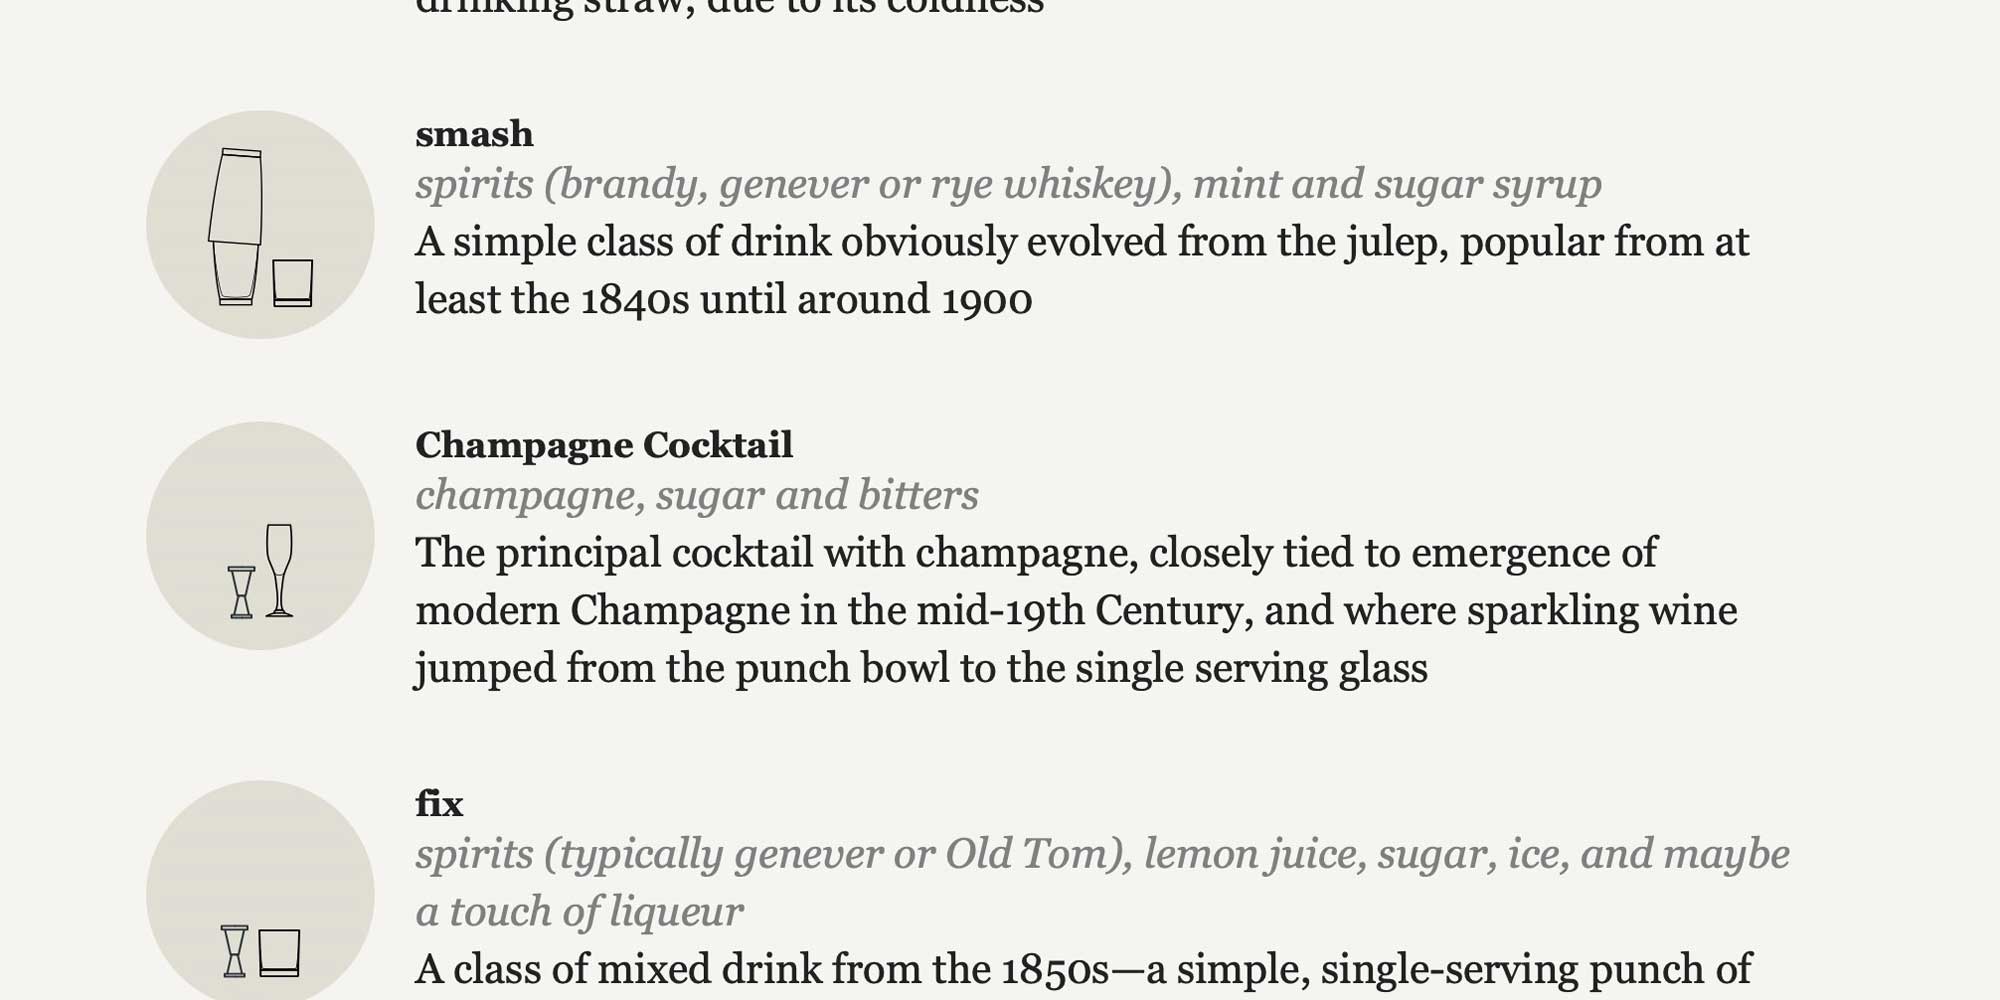 drinking straw, due to its coldness
smash
spirits (brandy, genever or rye whiskey), mint and sugar syrup
A simple class of drink obviously evolved from the julep, popular from at
least the 1840s until around 1900
Champagne Cocktail
champagne, sugar and bitters
The principal cocktail with champagne, closely tied to emergence of
modern Champagne in the mid-19th Century, and where sparkling wine
jumped from the punch bowl to the single serving glass
fix
spirits (typically genever or Old Tom), lemon juice, sugar, ice, and maybe
a touch of liqueur
A class of mixed drink from the 1850s—a simple, single-serving punch of